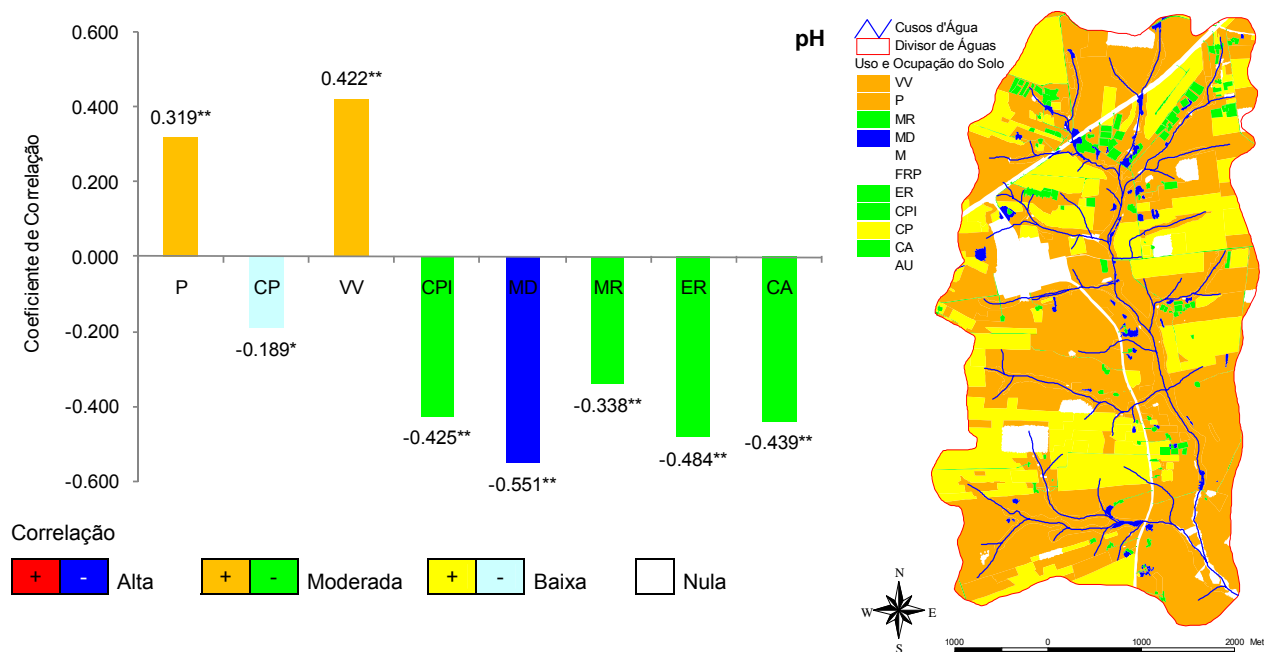 0.600
0.400
0.200
0.000
-0.200
-0.400
-0.600
Coeficiente de Correlação
pH
0.319**
0.422**
-0.189*
-0.425**
-0.551**
-0.338**
-0.484**
-0.439**
P
CP
VV
CPI
MD
MR
ER
CA
Correlação
+ - Alta
+ - Moderada
+ - Baixa
Nula
Cusos d'Água
Divisor de Águas
Uso e Ocupação do Solo
VV
P
MR
MD
M
FRP
ER
CPI
CP
CA
AU
N
W E
S
1000 0 1000 2000 Met